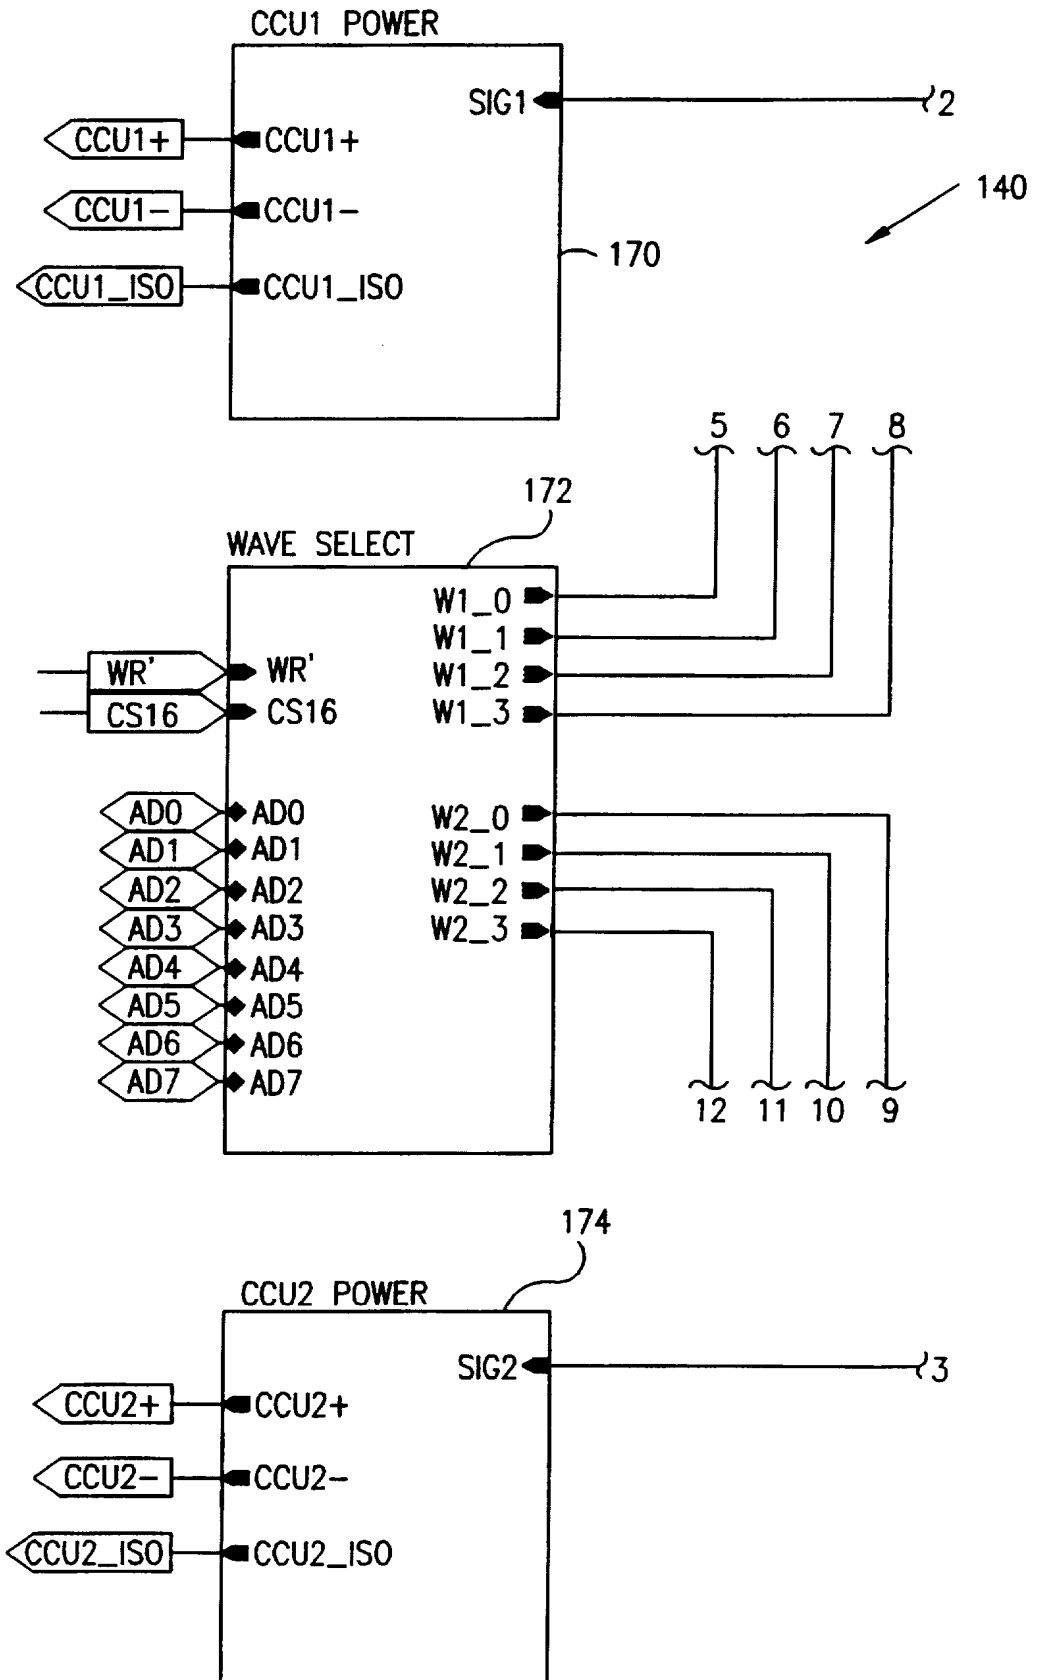 CCU1 POWER
SIG1 2
CCU1+ CCU1+
140
CCU1- CCU1-
170
CCU1_ISO CCU1_ISO
5 6 7 8
172
WAVE SELECT
W1_0
W1_1
WR' WR' W1_2
CS16 CS16 W1_3
AD0 AD0 W2_0
AD1 AD1 W2_1
AD2 AD2 W2_2
AD3 AD3 W2_3
AD4 AD4
AD5 AD5
AD6 AD6
AD7 AD7
12 11 10 9
174
CCU2 POWER
SIG2 3
CCU2+ CCU2+
CCU2- CCU2-
CCU2_ISO CCU2_ISO